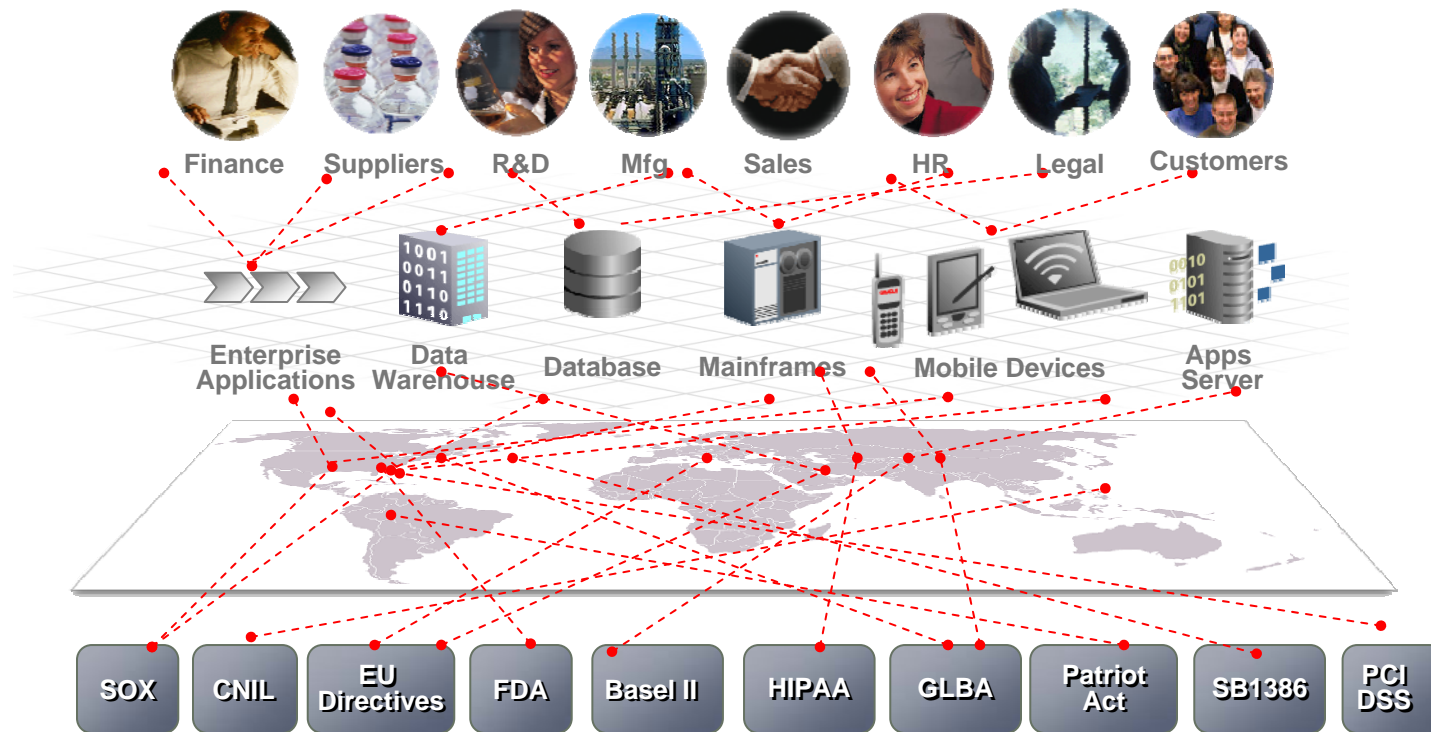 Finance
Suppliers
R&D
Mfg
Sales
HR
Legal
Customers
1001
0011
0110
1110
ORACLE
0010
0101
1101
Enterprise
Applications
Data
Warehouse
Database
Mainframes
Mobile Devices
Apps
Server
SOX
CNIL
EU
Directives
FDA
Basel II
HIPAA
GLBA
Patriot
Act
SB1386
PCI
DSS